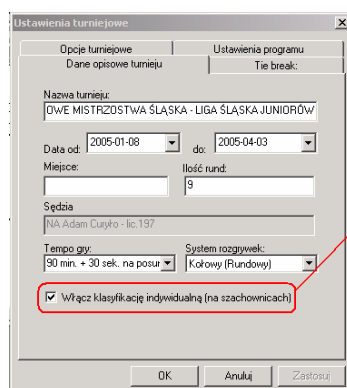 Ustawienia turniejowe
Opcje turniejowe
Ustawienia programu
Dane opisowe turnieju
Tie break:
Nazwa turnieju:
OWE MISTRZOSTWA ŚLĄSKA - LIGA ŚLĄSKA JUNIORÓW
Data od: 2005-01-08 do: 2005-04-03
Miejsce:
Ilość rund:
9
Sędzia
NA Adam Curyło - lic.197
Tempo gry:
System rozgrywek:
90 min. + 30 sek. na posur
Kołowy (Rundowy)
Włącz klasyfikację indywidualną (na szachownicach)
OK
Anuluj
Zastosuj